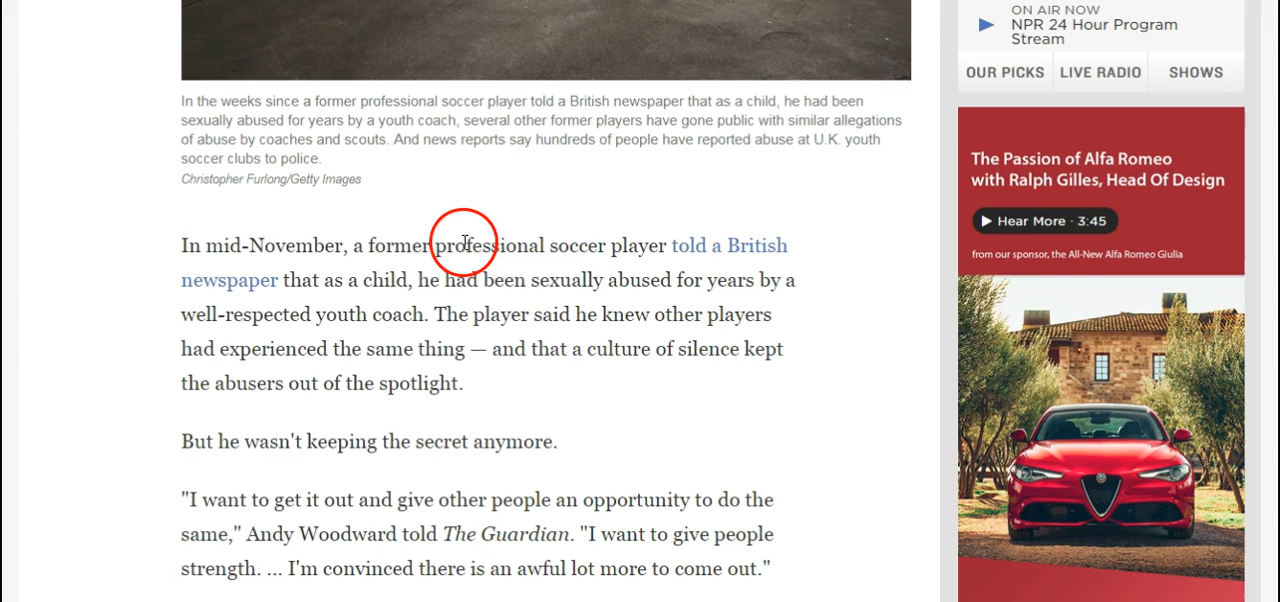 ON AIR NOW
NPR 24 Hour Program
Stream
OUR PICKS
LIVE RADIO
SHOWS
In the weeks since a former professional soccer player told a British newspaper that as a child, he had been
sexually abused for years by a youth coach, several other former players have gone public with similar allegations
of abuse by coaches and scouts. And news reports say hundreds of people have reported abuse at U.K. youth
soccer clubs to police.
Christopher Furlong/Getty Images
In mid-November, a former professional soccer player told a British
newspaper that as a child, he had been sexually abused for years by a
well-respected youth coach. The player said he knew other players
had experienced the same thing — and that a culture of silence kept
the abusers out of the spotlight.
But he wasn't keeping the secret anymore.
"I want to get it out and give other people an opportunity to do the
same," Andy Woodward told The Guardian. "I want to give people
strength. ... I'm convinced there is an awful lot more to come out."
The Passion of Alfa Romeo
with Ralph Gilles, Head Of Design
Hear More · 3:45
from our sponsor, the All-New Alfa Romeo Giulia